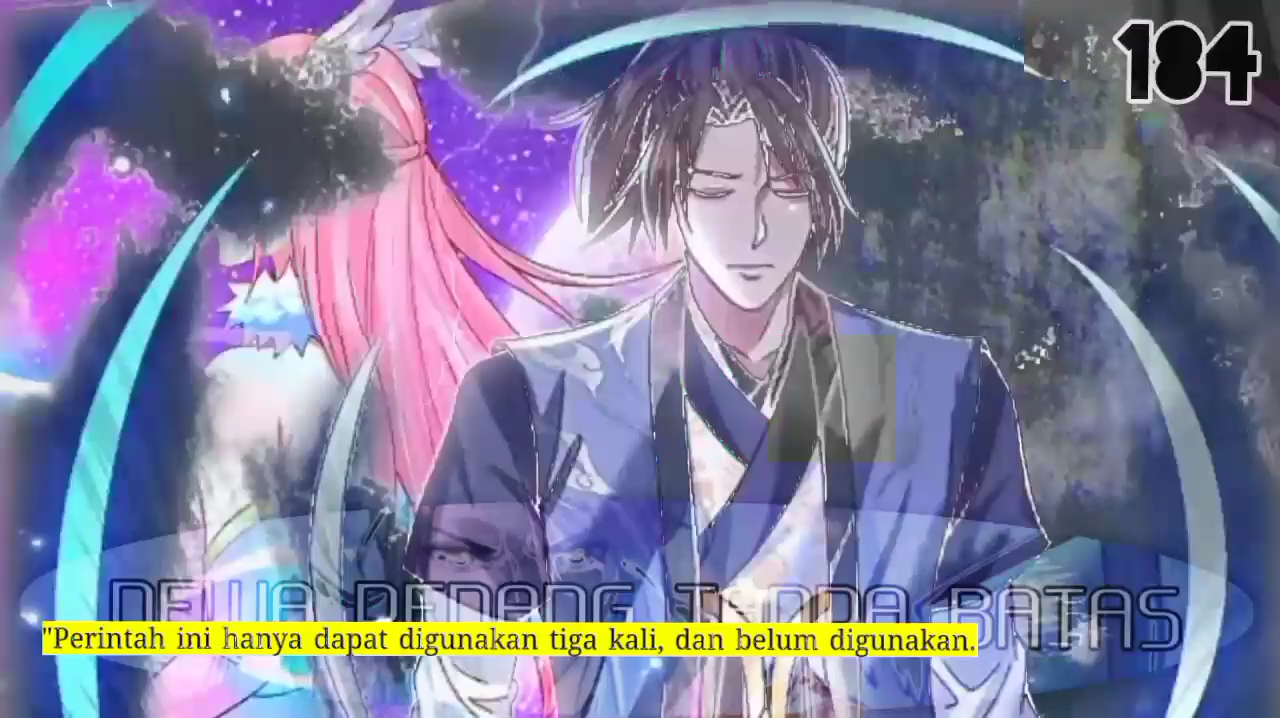 184
DEWA PEDANG TANPA BATAS
"Perintah ini hanya dapat digunakan tiga kali, dan belum digunakan.